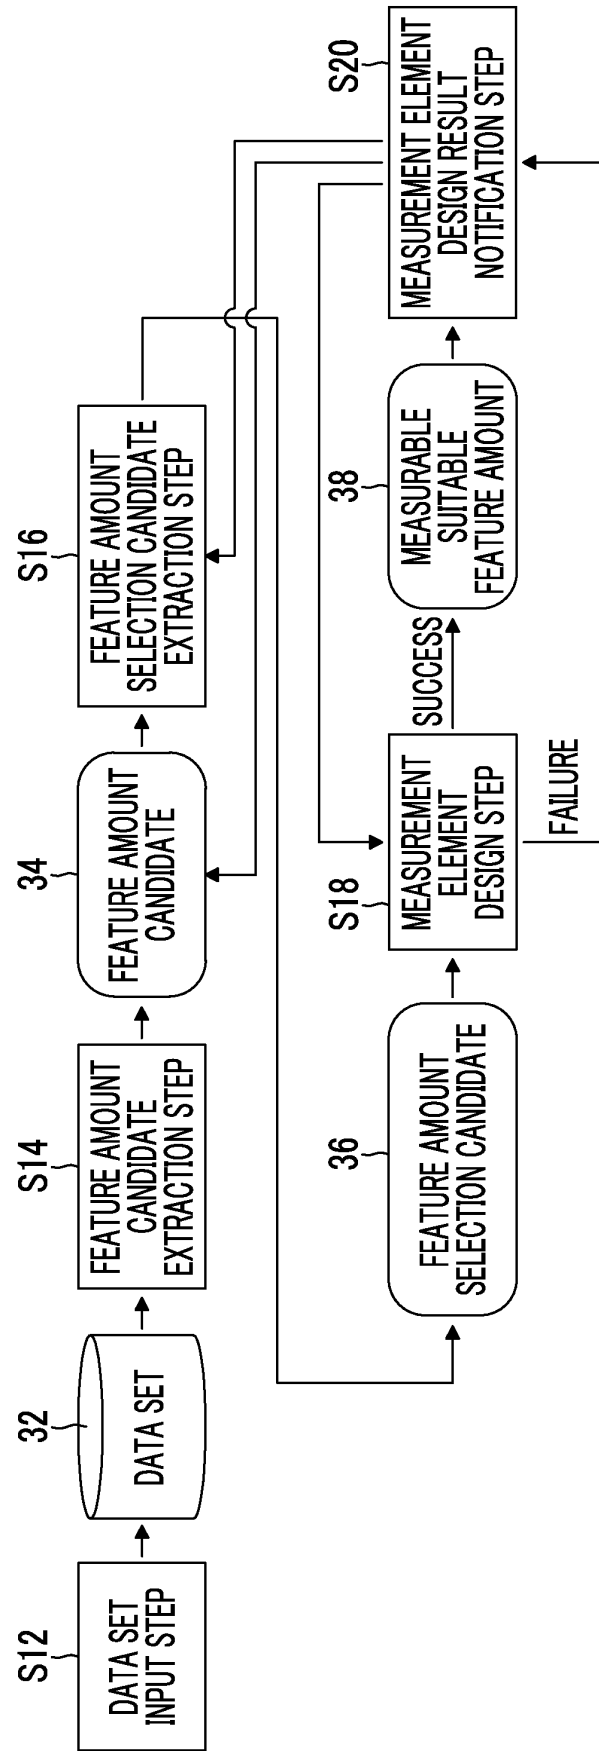 S12
DATA SET
INPUT STEP
32
DATA SET
S14
FEATURE AMOUNT
CANDIDATE
EXTRACTION STEP
34
FEATURE AMOUNT
CANDIDATE
S16
FEATURE AMOUNT
SELECTION CANDIDATE
EXTRACTION STEP
36
FEATURE AMOUNT
SELECTION CANDIDATE
S18
MEASUREMENT
ELEMENT
DESIGN STEP
SUCCESS
FAILURE
38
MEASURABLE
SUITABLE
FEATURE AMOUNT
S20
MEASUREMENT ELEMENT
DESIGN RESULT
NOTIFICATION STEP